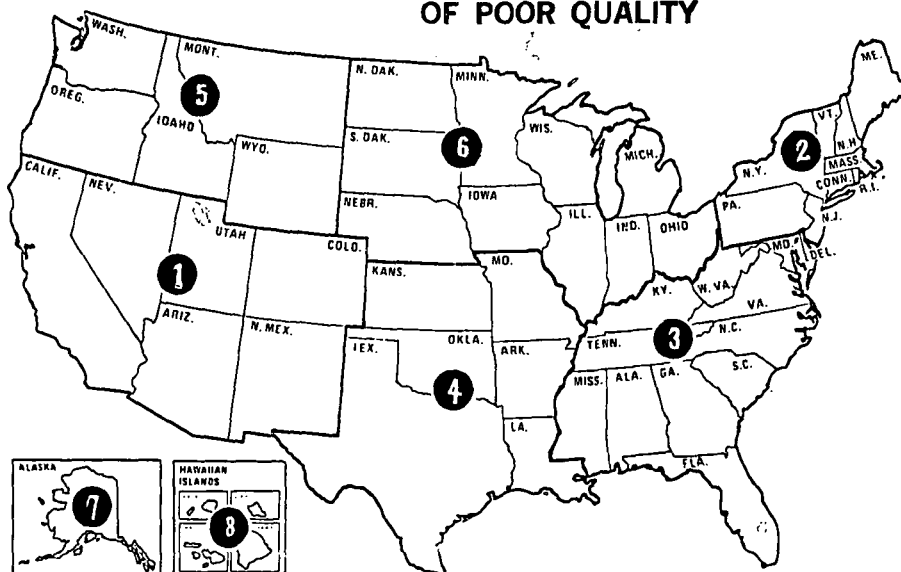 OF POOR QUALITY
WASH.
MONT.
N. DAK.
MINN.
ME.
OREG.
5
IDAHO
WYO.
S. DAK.
6
WIS.
MICH.
VT.
2
N.H.
N.Y.
MASS.
CONN.
R.I.
CALIF.
NEV.
UTAH
NEBR.
IOWA
ILL.
IND.
OHIO
PA.
N.J.
COLO.
1
KANS.
MO.
KY.
W. VA.
MD.
DEL.
VA.
ARIZ.
N. MEX.
TEX.
OKLA.
ARK.
TENN.
3
N.C.
4
MISS.
ALA.
GA.
S.C.
LA.
FLA.
ALASKA
7
HAWAIIAN
ISLANDS
8